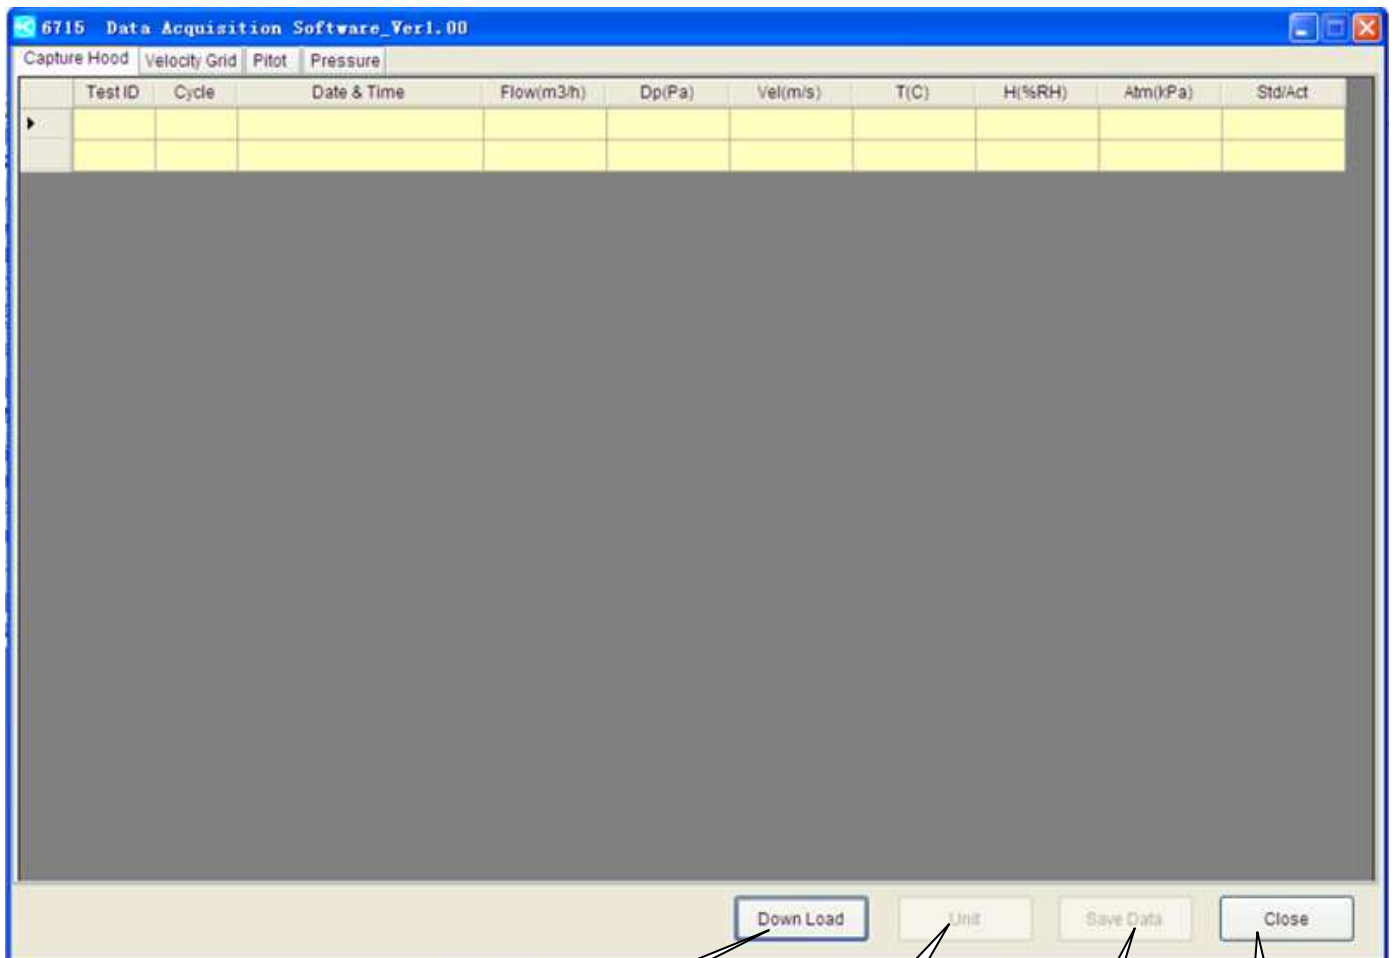 6715 Data Acquisition Software_Ver1.00
Capture Hood Velocity Grid Pitot Pressure
Test ID Cycle Date & Time Flow(m3/h) Dp(Pa) Vel(m/s) T(C) H(%RH) Atm(kPa) Std/Act
Down Load Unit Save Data Close